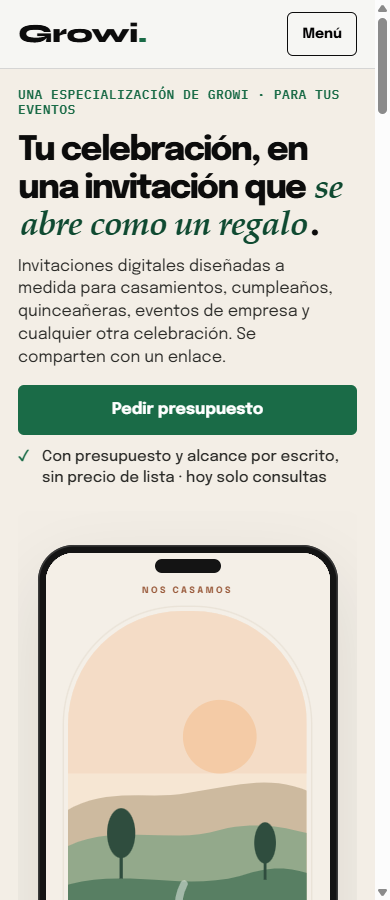 Growi.
Menú
UNA ESPECIALIZACIÓN DE GROWI · PARA TUS
EVENTOS
Tu celebración, en
una invitación que se
abre como un regalo.
Invitaciones digitales diseñadas a
medida para casamientos, cumpleaños,
quinceañeras, eventos de empresa y
cualquier otra celebración. Se
comparten con un enlace.
Pedir presupuesto
✓ Con presupuesto y alcance por escrito,
sin precio de lista · hoy solo consultas
NOS CASAMOS